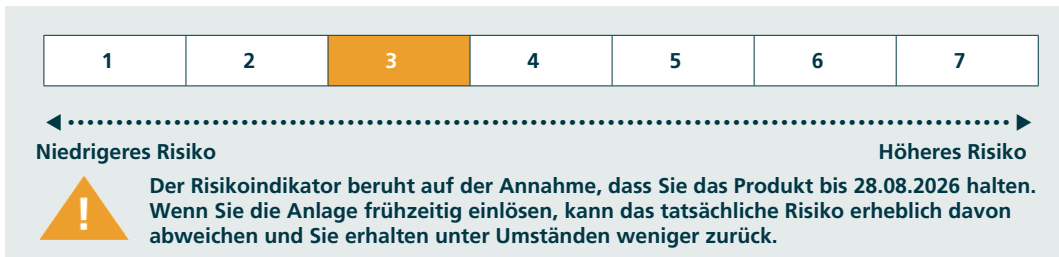 1 2 3 4 5 6 7
Niedrigeres Risiko Höheres Risiko
Der Risikoindikator beruht auf der Annahme, dass Sie das Produkt bis 28.08.2026 halten.
Wenn Sie die Anlage frühzeitig einlösen, kann das tatsächliche Risiko erheblich davon
abweichen und Sie erhalten unter Umständen weniger zurück.
!